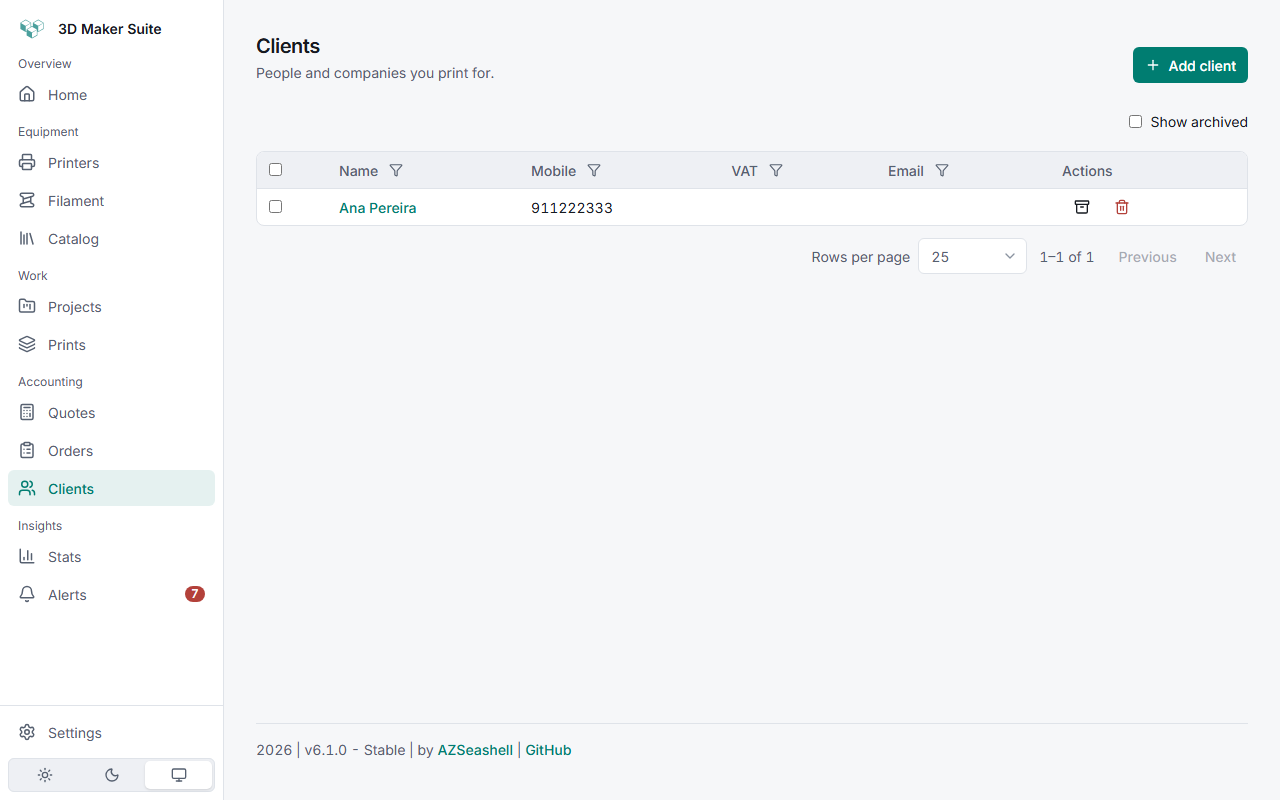 3D Maker Suite
Overview
Home
Equipment
Printers
Filament
Catalog
Work
Projects
Prints
Accounting
Quotes
Orders
Clients
Insights
Stats
Alerts 7
Settings
Clients
People and companies you print for.
Add client
Show archived
Name Mobile VAT Email Actions
Ana Pereira 911222333
Rows per page 25 1–1 of 1 Previous Next
2026 | v6.1.0 - Stable | by AZSeashell | GitHub